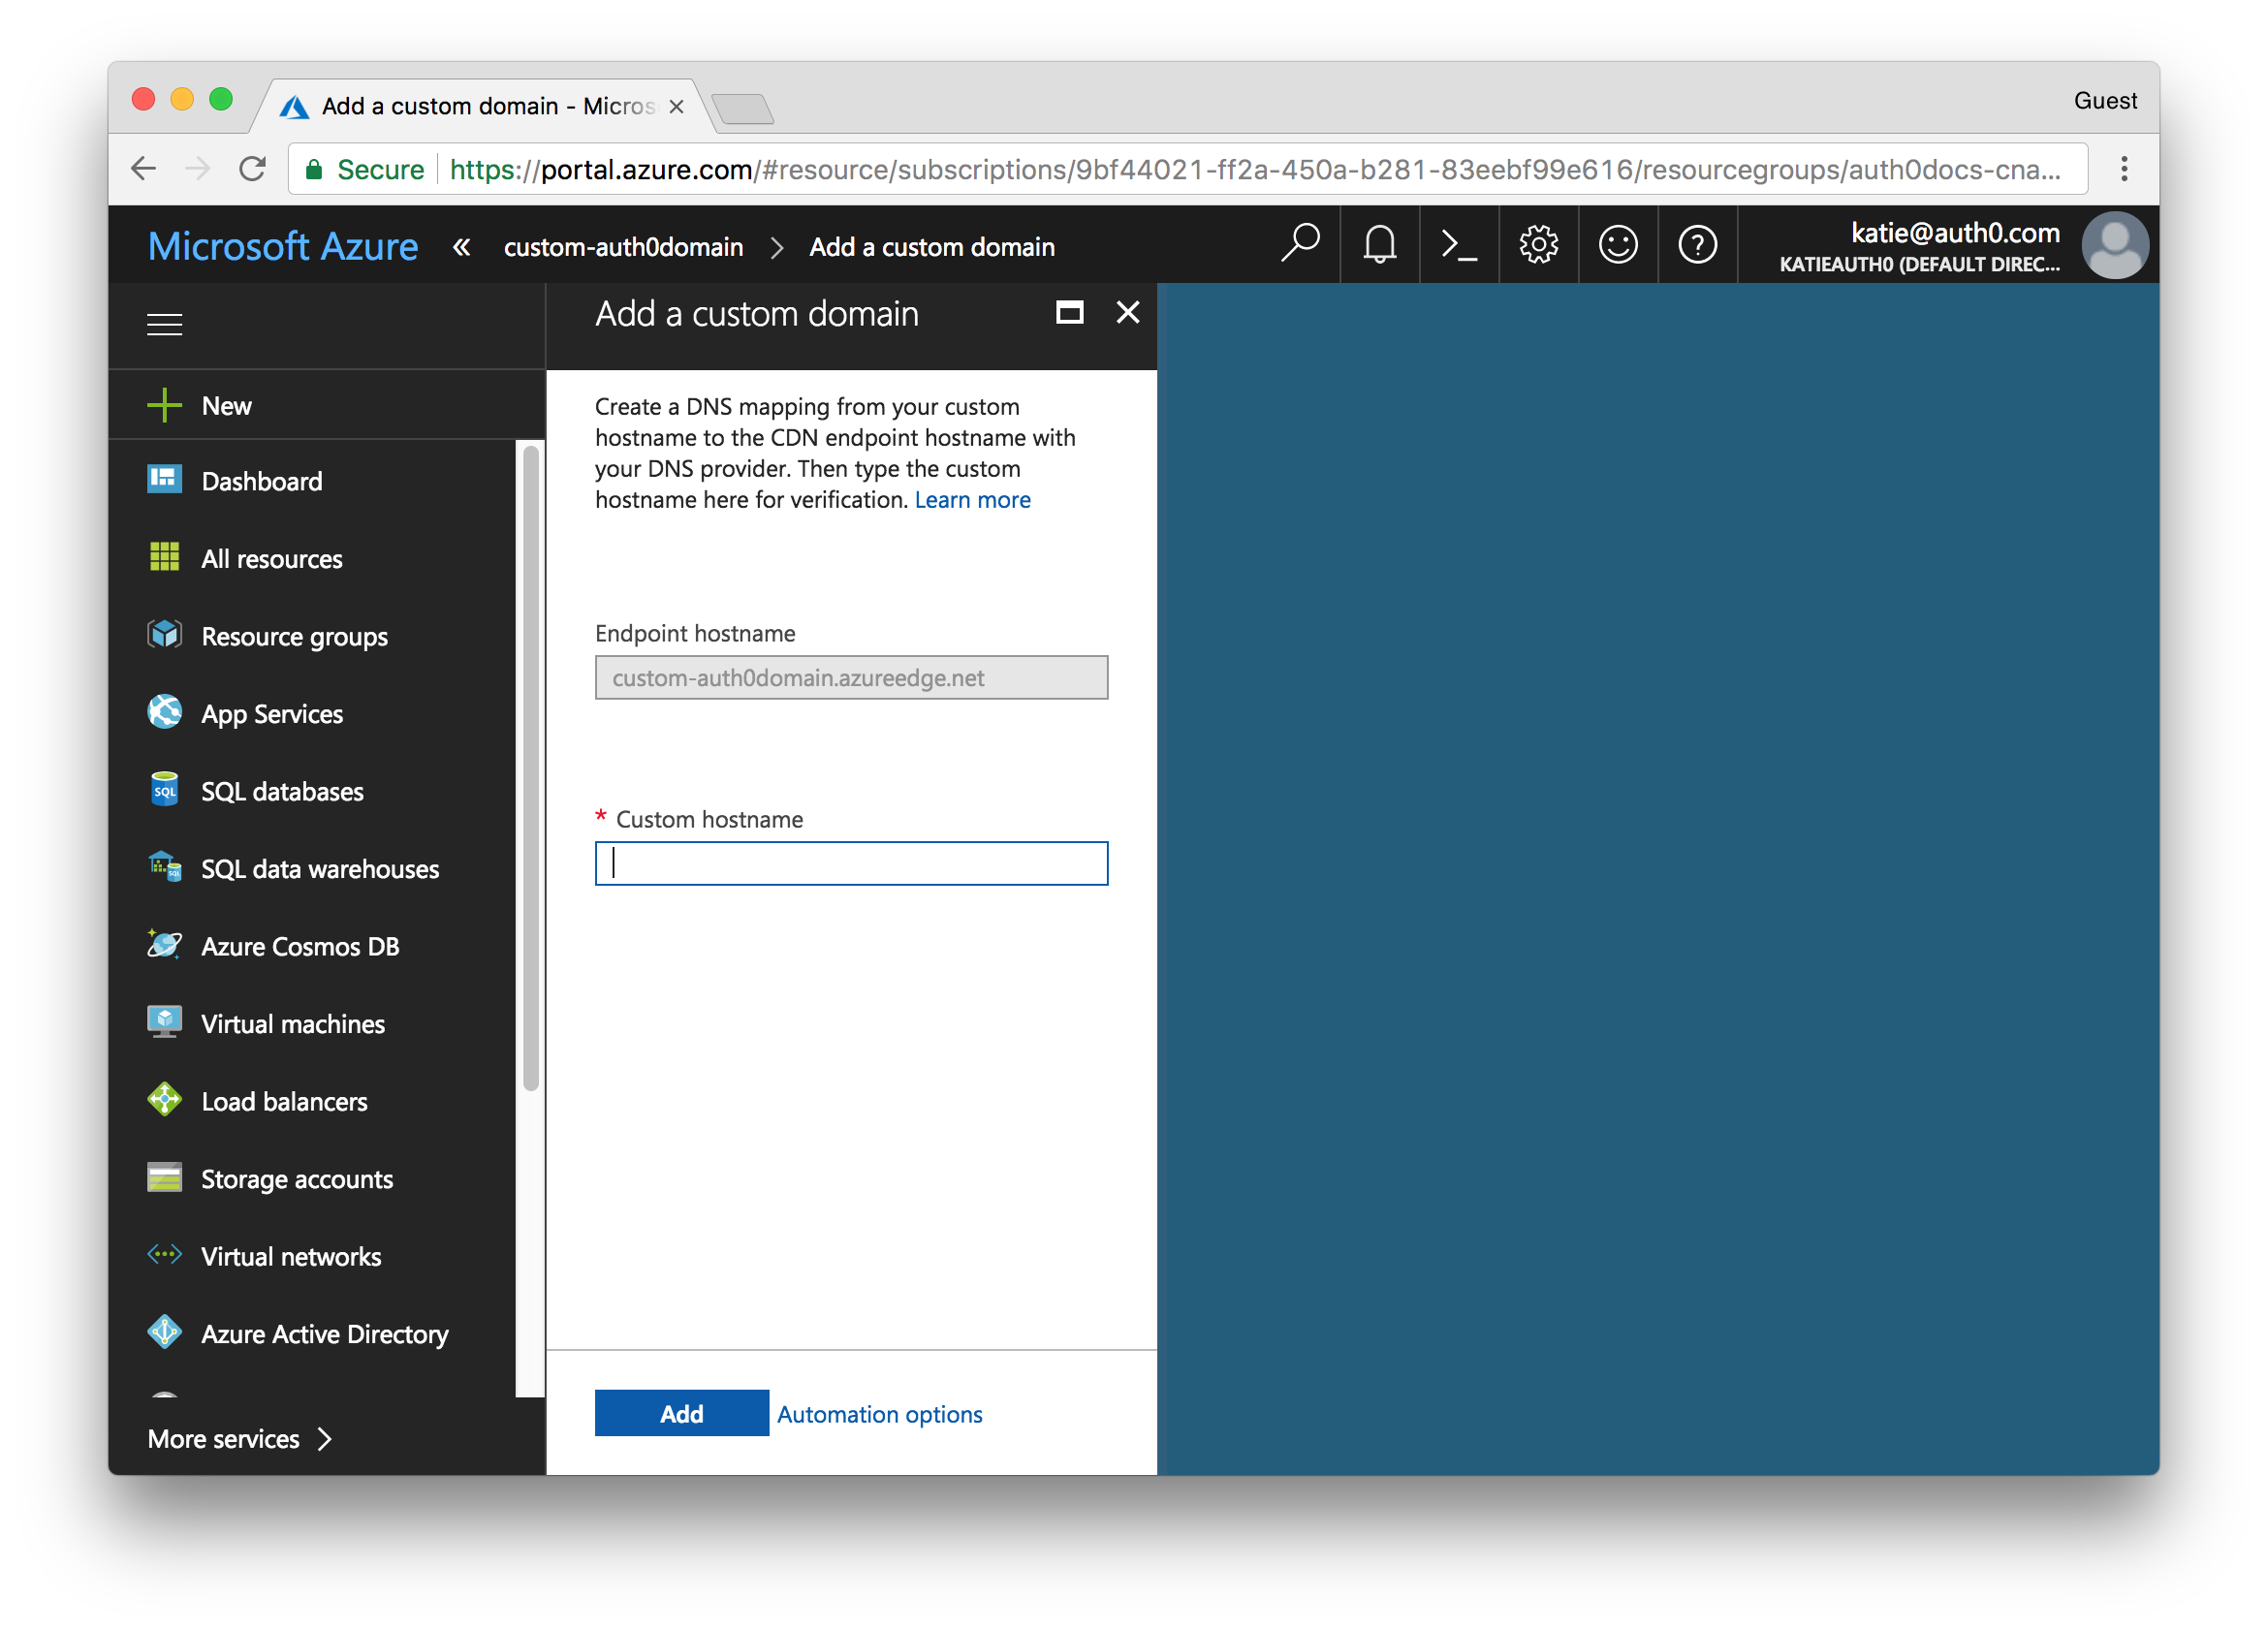 Add a custom domain - Micros
Guest
Secure
https://portal.azure.com/#resource/subscriptions/9bf44021-ff2a-450a-b281-83eebf99e616/resourcegroups/auth0docs-cna...
Microsoft Azure
«
custom-auth0domain > Add a custom domain
katie@auth0.com
KATIEAUTH0 (DEFAULT DIREC...
New
Dashboard
All resources
Resource groups
App Services
SQL
SQL databases
SQL data warehouses
Azure Cosmos DB
Virtual machines
Load balancers
Storage accounts
Virtual networks
Azure Active Directory
More services >
Add a custom domain
Create a DNS mapping from your custom
hostname to the CDN endpoint hostname with
your DNS provider. Then type the custom
hostname here for verification. Learn more
Endpoint hostname
custom-auth0domain.azureedge.net
* Custom hostname
Add
Automation options